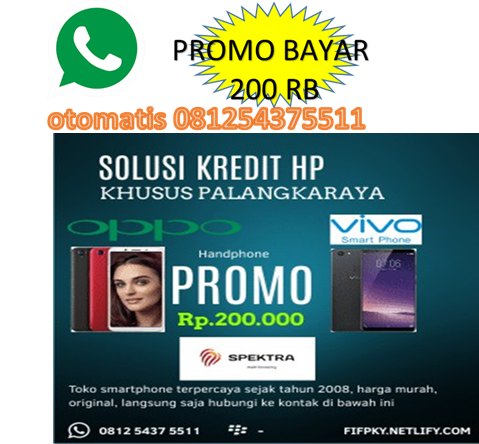 PROMO BAYAR
200 RB
otomatis 081254375511
SOLUSI KREDIT HP
KHUSUS PALANGKARAYA
oppo
vivo
Smart Phone
Handphone
PROMO
Rp.200.000
SPEKTRA
Toko smartphone terpercaya sejak tahun 2008, harga murah,
original, langsung saja hubungi ke kontak di bawah ini
0812 5437 5511
-
FIFPKY.NETLIFY.COM